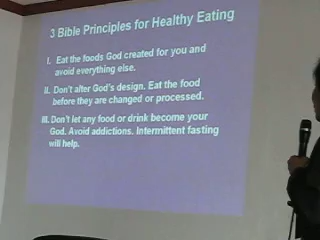 3 Bible Principles for Healthy Eating
I. Eat the foods God created for you and
avoid everything else.
II. Don't alter God's design. Eat the food
before they are changed or processed.
III. Don't let any food or drink become your
God. Avoid addictions. Intermittent fasting
will help.